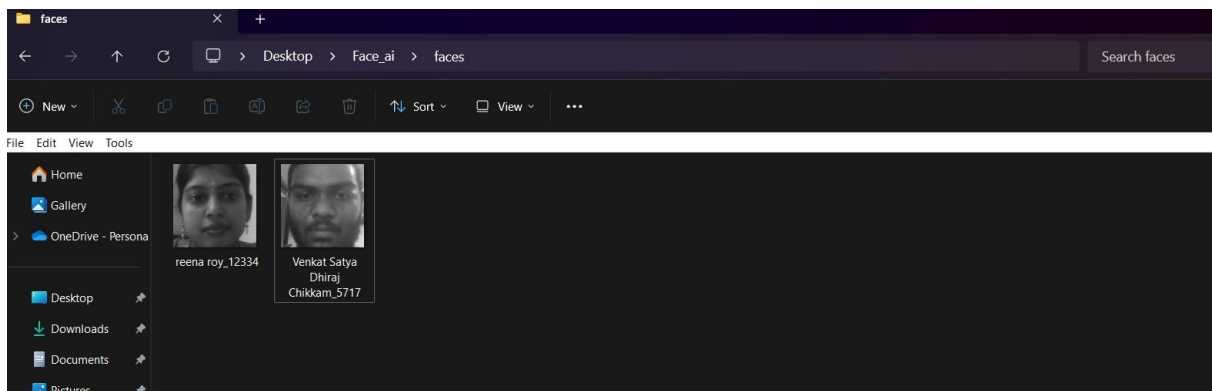 faces
Desktop > Face_ai > faces
Search faces
New
Sort
View
File Edit View Tools
Home
Gallery
OneDrive - Persona
reena roy_12334
Venkat Satya
Dhiraj
Chikkam_5717
Desktop
Downloads
Documents
Pictures